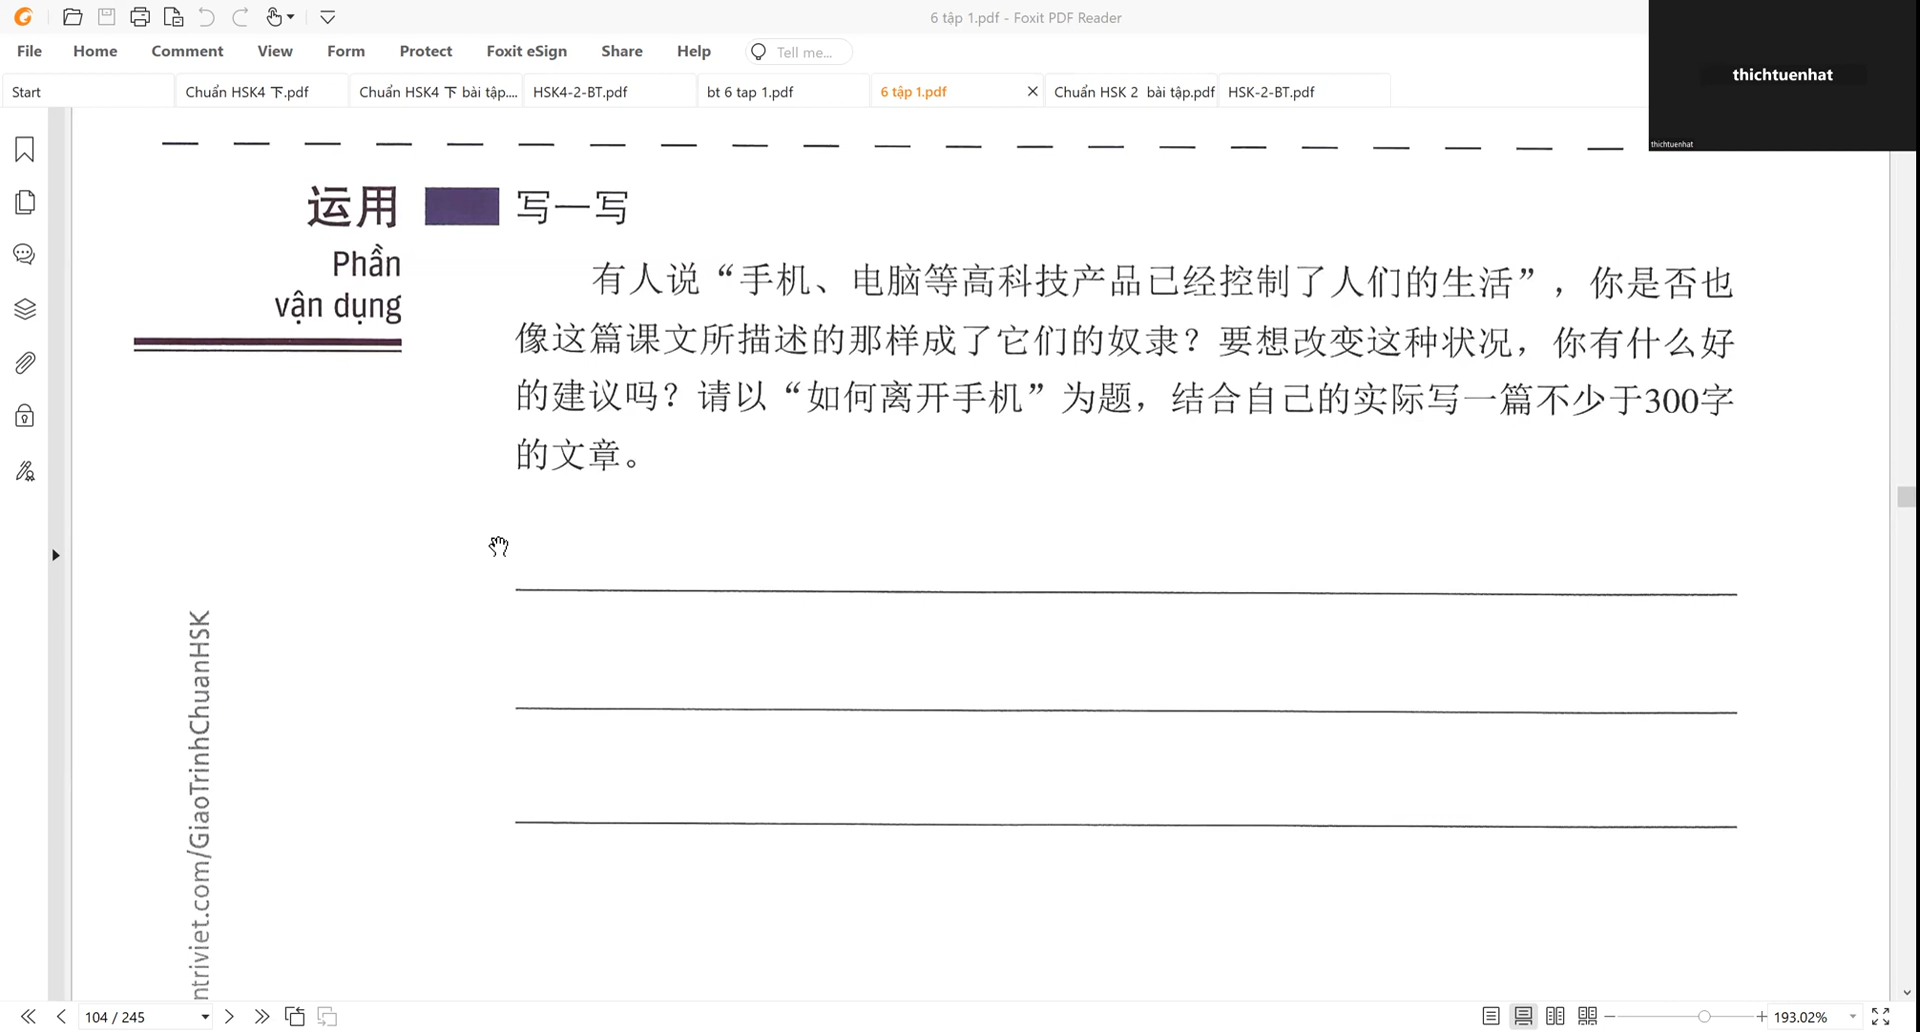 6 tập 1.pdf - Foxit PDF Reader
File Home Comment View Form Protect Foxit eSign Share Help Tell me...
thichtuenhat
thichtuenhat
Start Chuẩn HSK4 下.pdf Chuẩn HSK4 下 bài tập.... HSK4-2-BT.pdf bt 6 tap 1.pdf 6 tập 1.pdf Chuẩn HSK 2 bài tập.pdf HSK-2-BT.pdf
运用 写一写
Phần
vận dụng
有人说“手机、电脑等高科技产品已经控制了人们的生活”，你是否也
像这篇课文所描述的那样成了它们的奴隶？要想改变这种状况，你有什么好
的建议吗？请以“如何离开手机”为题，结合自己的实际写一篇不少于300字
的文章。
ntriviet.com/GiaoTrinhChuanHSK
104 / 245
193.02%